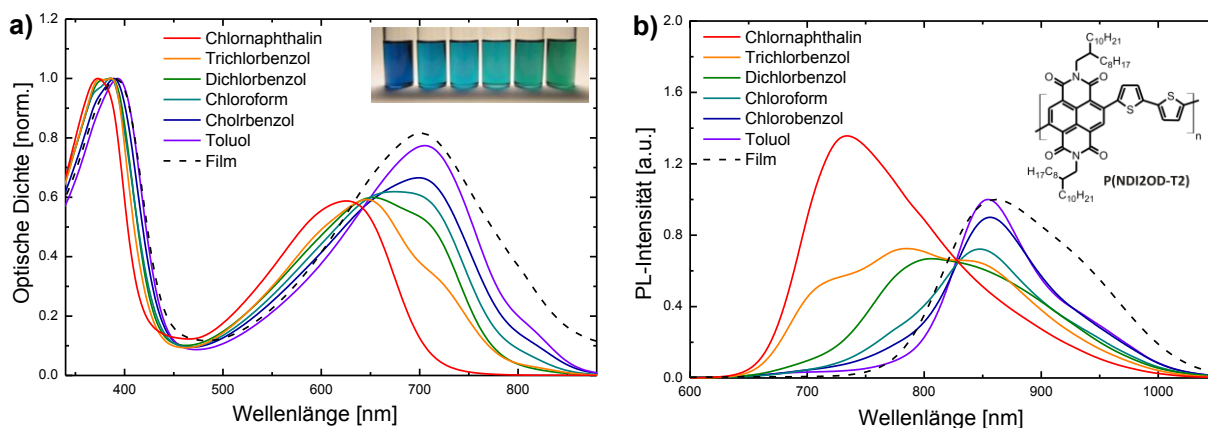 a)
Chlornaphthalin
Trichlorbenzol
Dichlorbenzol
Chloroform
Cholrbenzol
Toluol
Film
Optische Dichte [norm.]
1.0
0.8
0.6
0.4
0.2
0.0
400 500 600 700 800
Wellenlänge [nm]
b)
Chlornaphthalin
Trichlorbenzol
Dichlorbenzol
Chloroform
Chlorobenzol
Toluol
Film
PL-Intensität [a.u.]
2.0
1.6
1.2
0.8
0.4
0.0
600 700 800 900 1000
Wellenlänge [nm]
C10H21
C8H17
O N O
S
S
n
O N O
H17C8
C10H21
P(NDI2OD-T2)